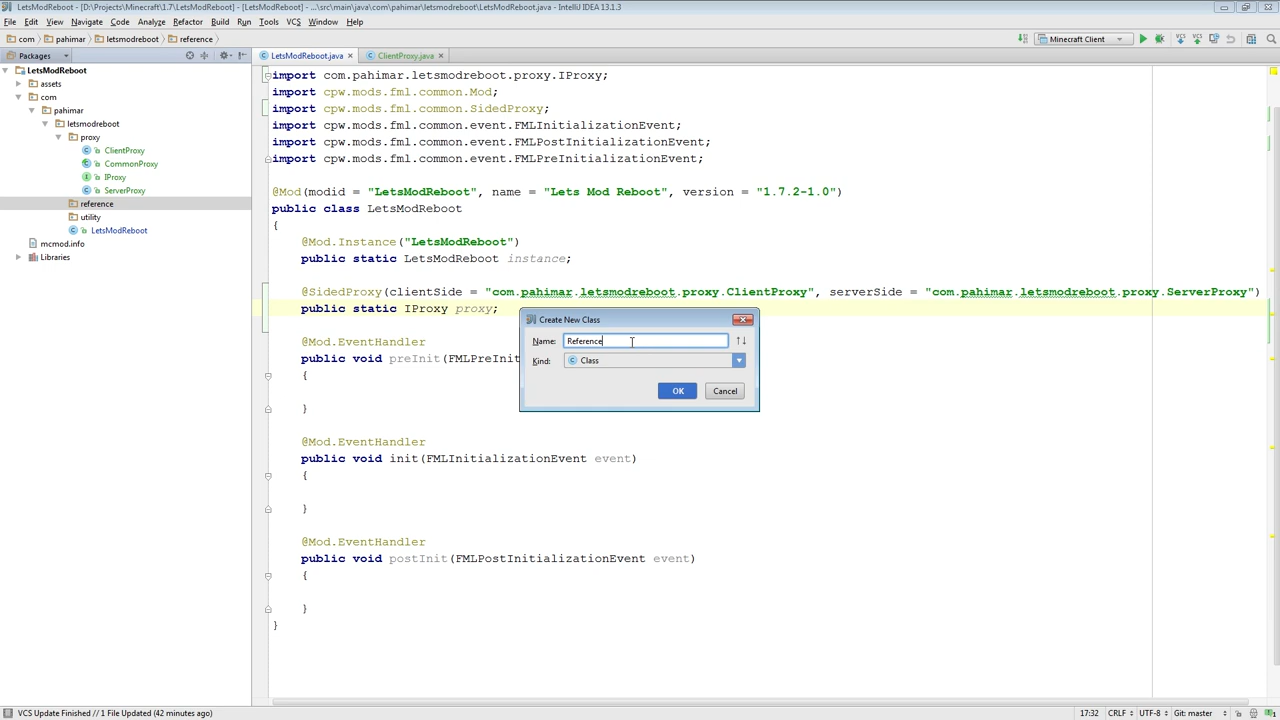 LetsModReboot - [D:\Projects\Minecraft\1.7\LetsModReboot] - [LetsModReboot] - ...\src\main\java\com\pahimar\letsmodreboot\LetsModReboot.java - IntelliJ IDEA 13.1.3
File Edit View Navigate Code Analyze Refactor Build Run Tools VCS Window Help
com pahimar letsmodreboot reference
Minecraft Client
Packages
LetsModReboot.java
ClientProxy.java
LetsModReboot
assets
com
pahimar
letsmodreboot
proxy
ClientProxy
CommonProxy
IProxy
ServerProxy
reference
utility
LetsModReboot
mcmod.info
Libraries
import com.pahimar.letsmodreboot.proxy.IProxy;
import cpw.mods.fml.common.Mod;
import cpw.mods.fml.common.SidedProxy;
import cpw.mods.fml.common.event.FMLInitializationEvent;
import cpw.mods.fml.common.event.FMLPostInitializationEvent;
import cpw.mods.fml.common.event.FMLPreInitializationEvent;
@Mod(modid = "LetsModReboot", name = "Lets Mod Reboot", version = "1.7.2-1.0")
public class LetsModReboot
{
@Mod.Instance("LetsModReboot")
public static LetsModReboot instance;
@SidedProxy(clientSide = "com.pahimar.letsmodreboot.proxy.ClientProxy", serverSide = "com.pahimar.letsmodreboot.proxy.ServerProxy")
public static IProxy proxy;
@Mod.EventHandler
public void preInit(FMLPreInit
{
}
@Mod.EventHandler
public void init(FMLInitializationEvent event)
{
}
@Mod.EventHandler
public void postInit(FMLPostInitializationEvent event)
{
}
}
Create New Class
Name: Reference
Kind: Class
OK Cancel
VCS Update Finished // 1 File Updated (42 minutes ago)
17:32 CRLF UTF-8 Git: master